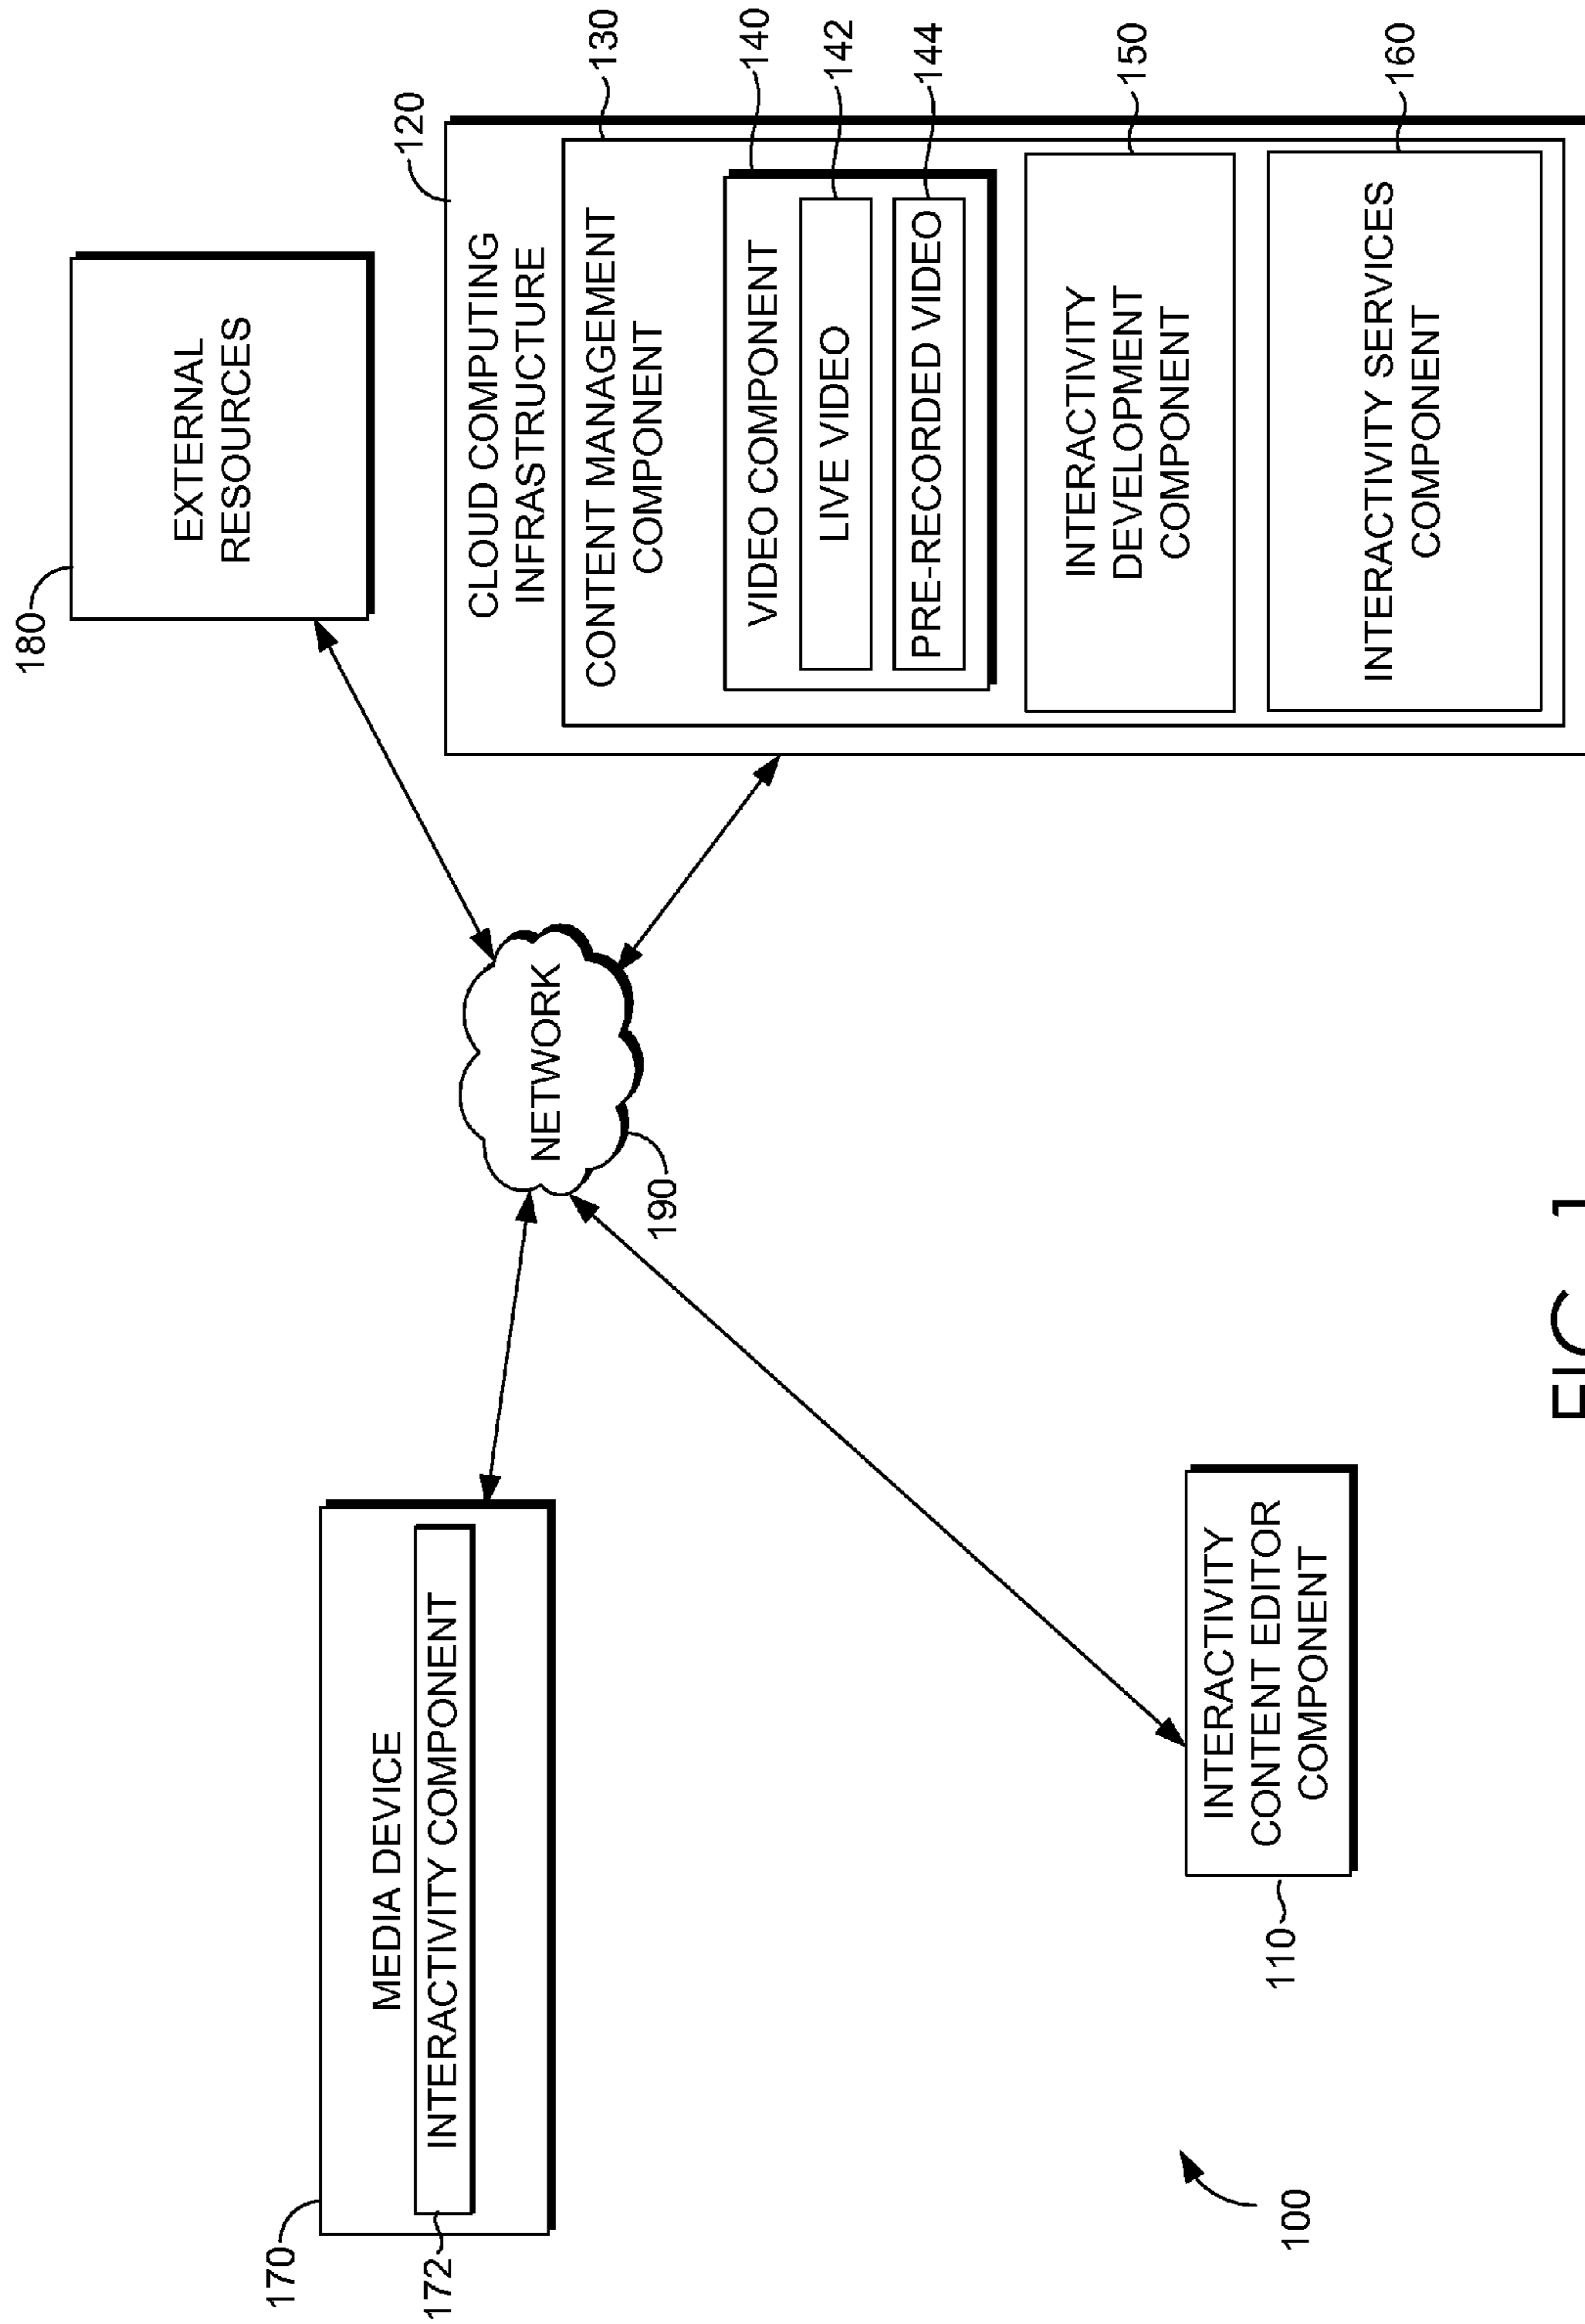 180
EXTERNAL
RESOURCES
120
CLOUD COMPUTING
INFRASTRUCTURE
130
CONTENT MANAGEMENT
COMPONENT
140
VIDEO COMPONENT
142
LIVE VIDEO
144
PRE-RECORDED VIDEO
150
INTERACTIVITY
DEVELOPMENT
COMPONENT
160
INTERACTIVITY SERVICES
COMPONENT
NETWORK
190
170
MEDIA DEVICE
172
INTERACTIVITY COMPONENT
110
INTERACTIVITY
CONTENT EDITOR
COMPONENT
100
FIG. 1